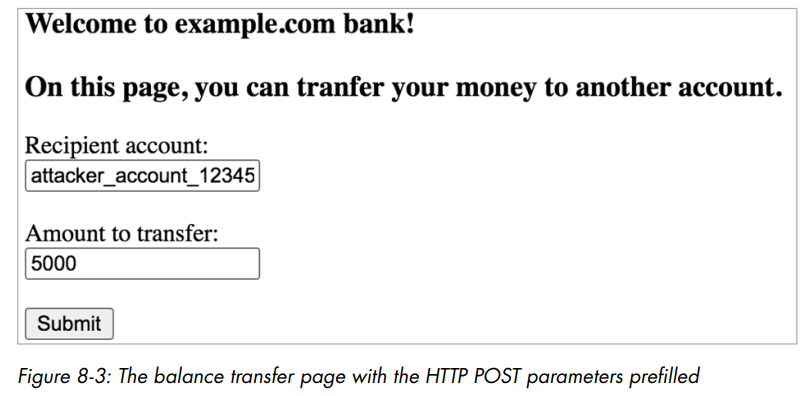 Welcome to example.com bank!
On this page, you can tranfer your money to another account.
Recipient account:
attacker_account_12345
Amount to transfer:
5000
Submit
Figure 8-3: The balance transfer page with the HTTP POST parameters prefilled